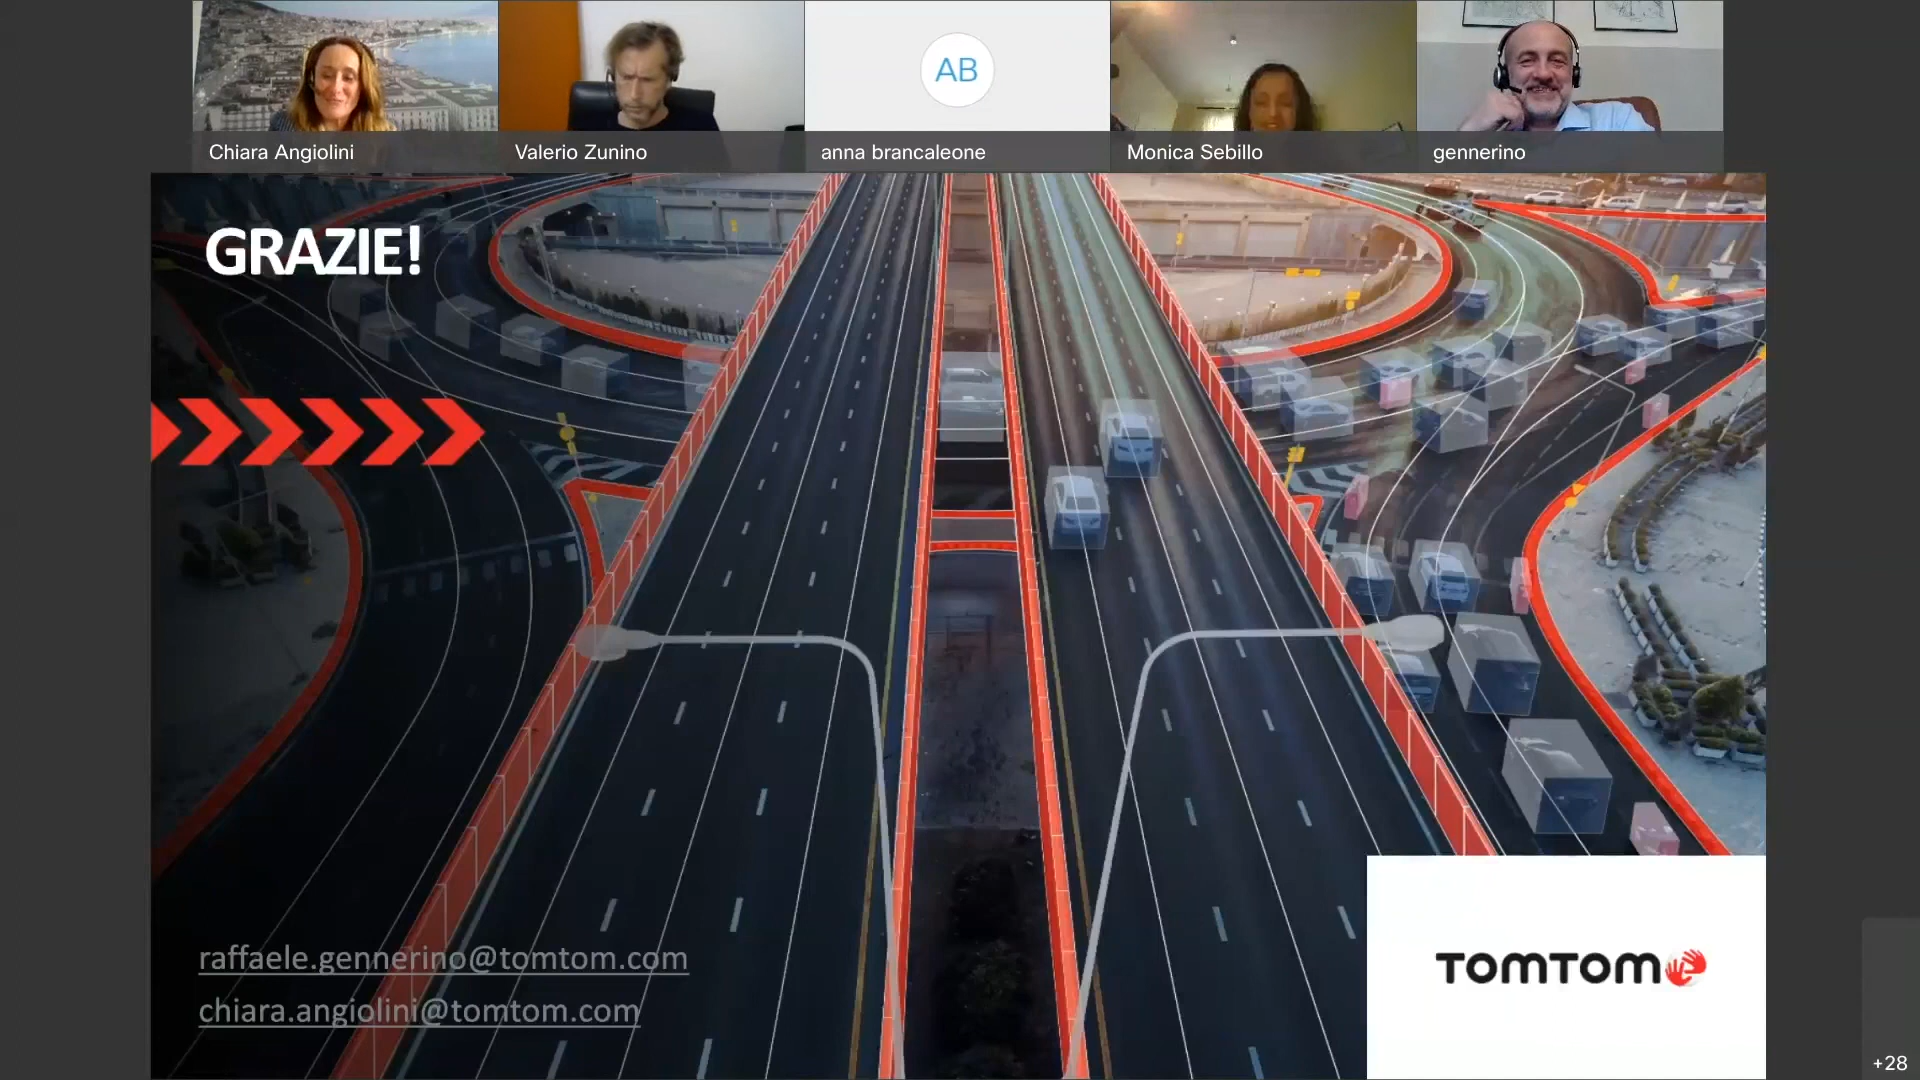 AB
Chiara Angiolini
Valerio Zunino
anna brancaleone
Monica Sebillo
gennerino
GRAZIE!
raffaele.gennerino@tomtom.com
chiara.angiolini@tomtom.com
TOMTOM
+28